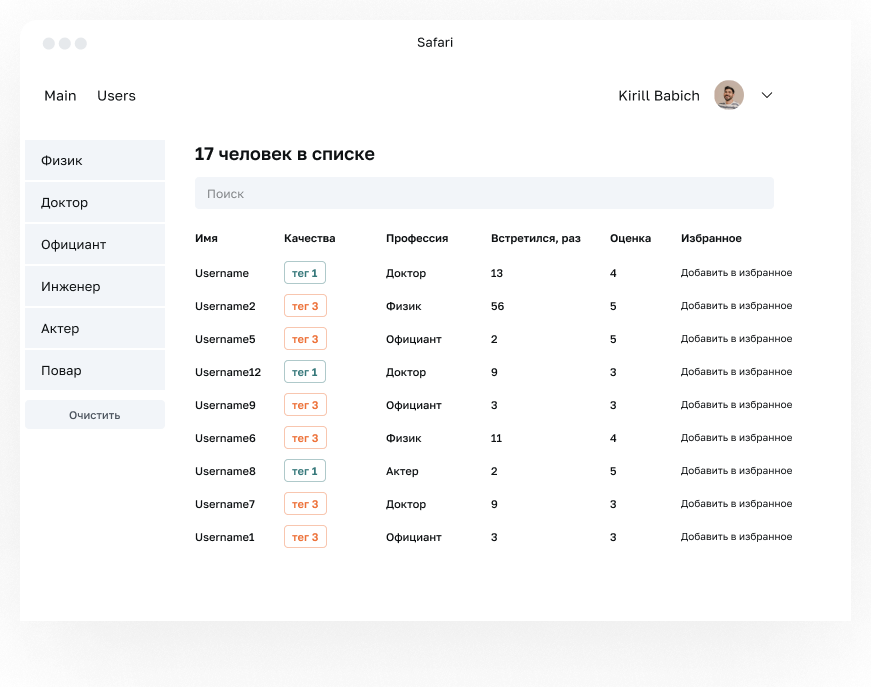 Safari
Main Users Kirill Babich
Физик
Доктор
Официант
Инженер
Актер
Повар
Очистить
17 человек в списке
Поиск
Имя Качества Профессия Встретился, раз Оценка Избранное
Username тег 1 Доктор 13 4 Добавить в избранное
Username2 тег 3 Физик 56 5 Добавить в избранное
Username5 тег 3 Официант 2 5 Добавить в избранное
Username12 тег 1 Доктор 9 3 Добавить в избранное
Username9 тег 3 Официант 3 3 Добавить в избранное
Username6 тег 3 Физик 11 4 Добавить в избранное
Username8 тег 1 Актер 2 5 Добавить в избранное
Username7 тег 3 Доктор 9 3 Добавить в избранное
Username1 тег 3 Официант 3 3 Добавить в избранное